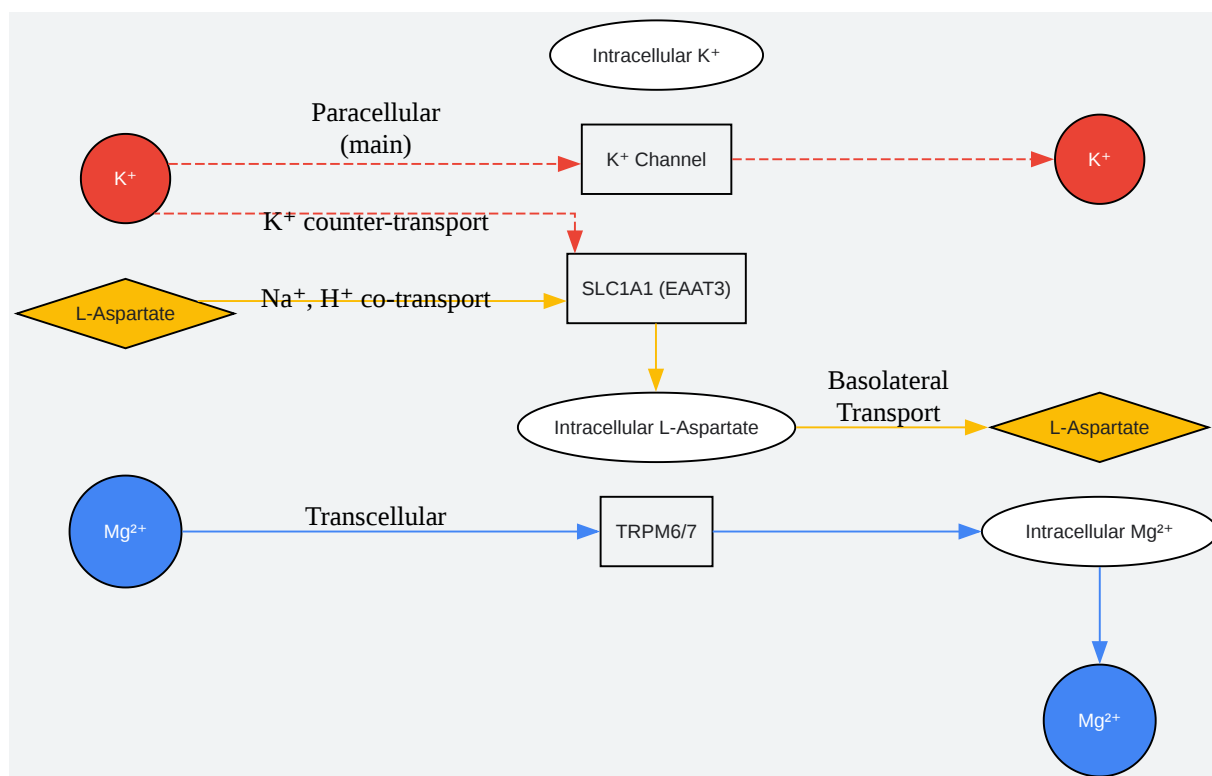 Intracellular K⁺
Paracellular
(main)
K⁺
K⁺ Channel
K⁺
K⁺ counter-transport
L-Aspartate
Na⁺, H⁺ co-transport
SLC1A1 (EAAT3)
Intracellular L-Aspartate
Basolateral
Transport
L-Aspartate
Mg²⁺
Transcellular
TRPM6/7
Intracellular Mg²⁺
Mg²⁺